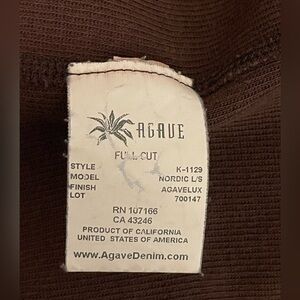 AGAVE
FULL CUT
STYLE K-1129
MODEL NORDIC L/S
FINISH AGAVELUX
LOT 700147
RN 107166
CA 43246
PRODUCT OF CALIFORNIA
UNITED STATES OF AMERICA
www.AgaveDenim.com